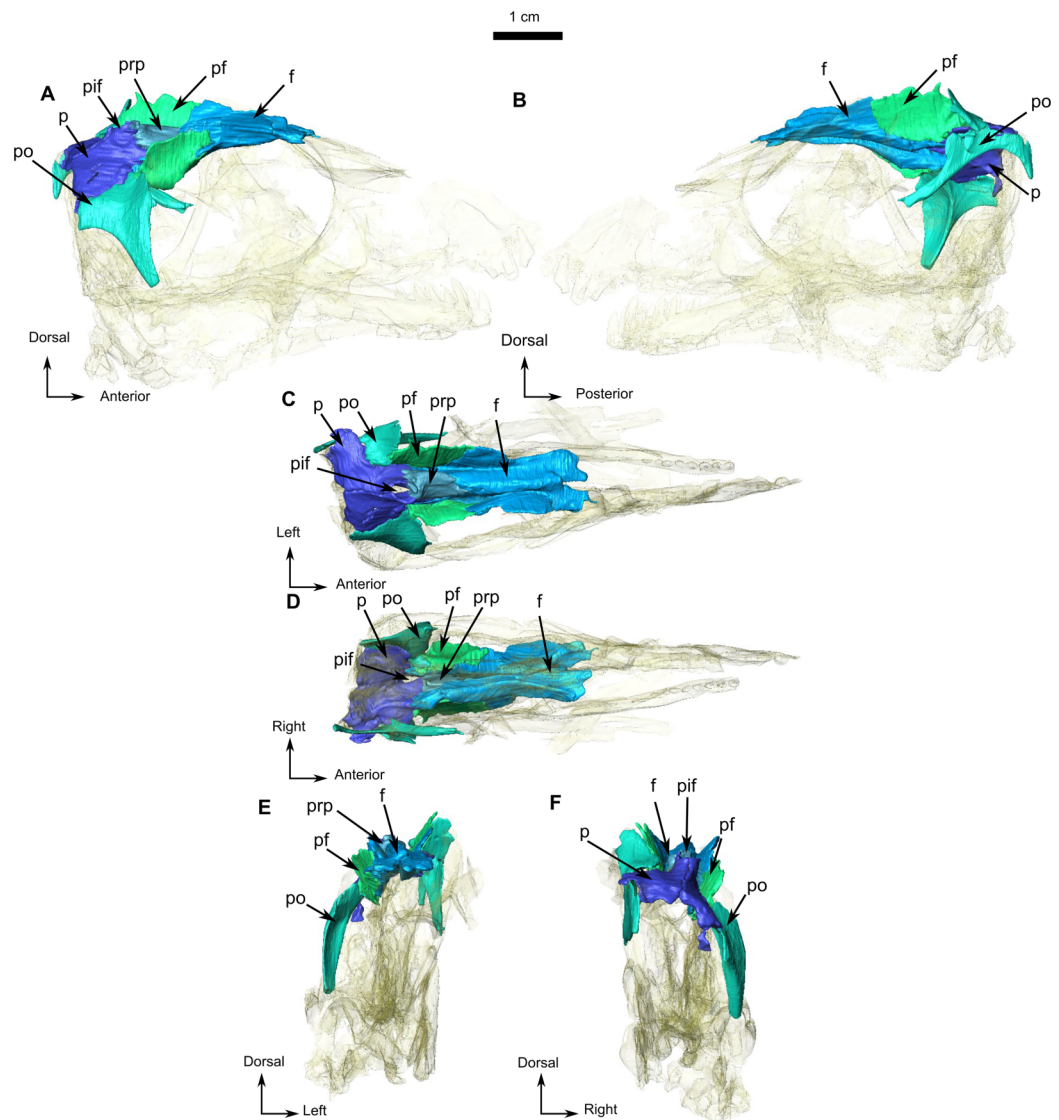 1 cm
A
pif
prp
pf
f
p
po
B
f
pf
po
p
Dorsal
Anterior
Dorsal
Posterior
C
p
po
pf
prp
f
pif
Left
Anterior
D
p
po
pf
prp
f
pif
Right
Anterior
E
prp
f
pf
po
Dorsal
Left
F
f
pif
p
pf
po
Dorsal
Right